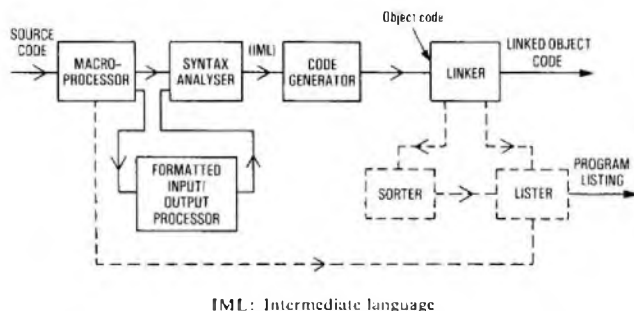 Object code
SOURCE
CODE
MACRO-
PROCESSOR
SYNTAX
ANALYSER
(IML)
CODE
GENERATOR
LINKER
LINKED OBJECT
CODE
FORMATTED
INPUT/
OUTPUT
PROCESSOR
SORTER
LISTER
PROGRAM
LISTING
IML: Intermediate language